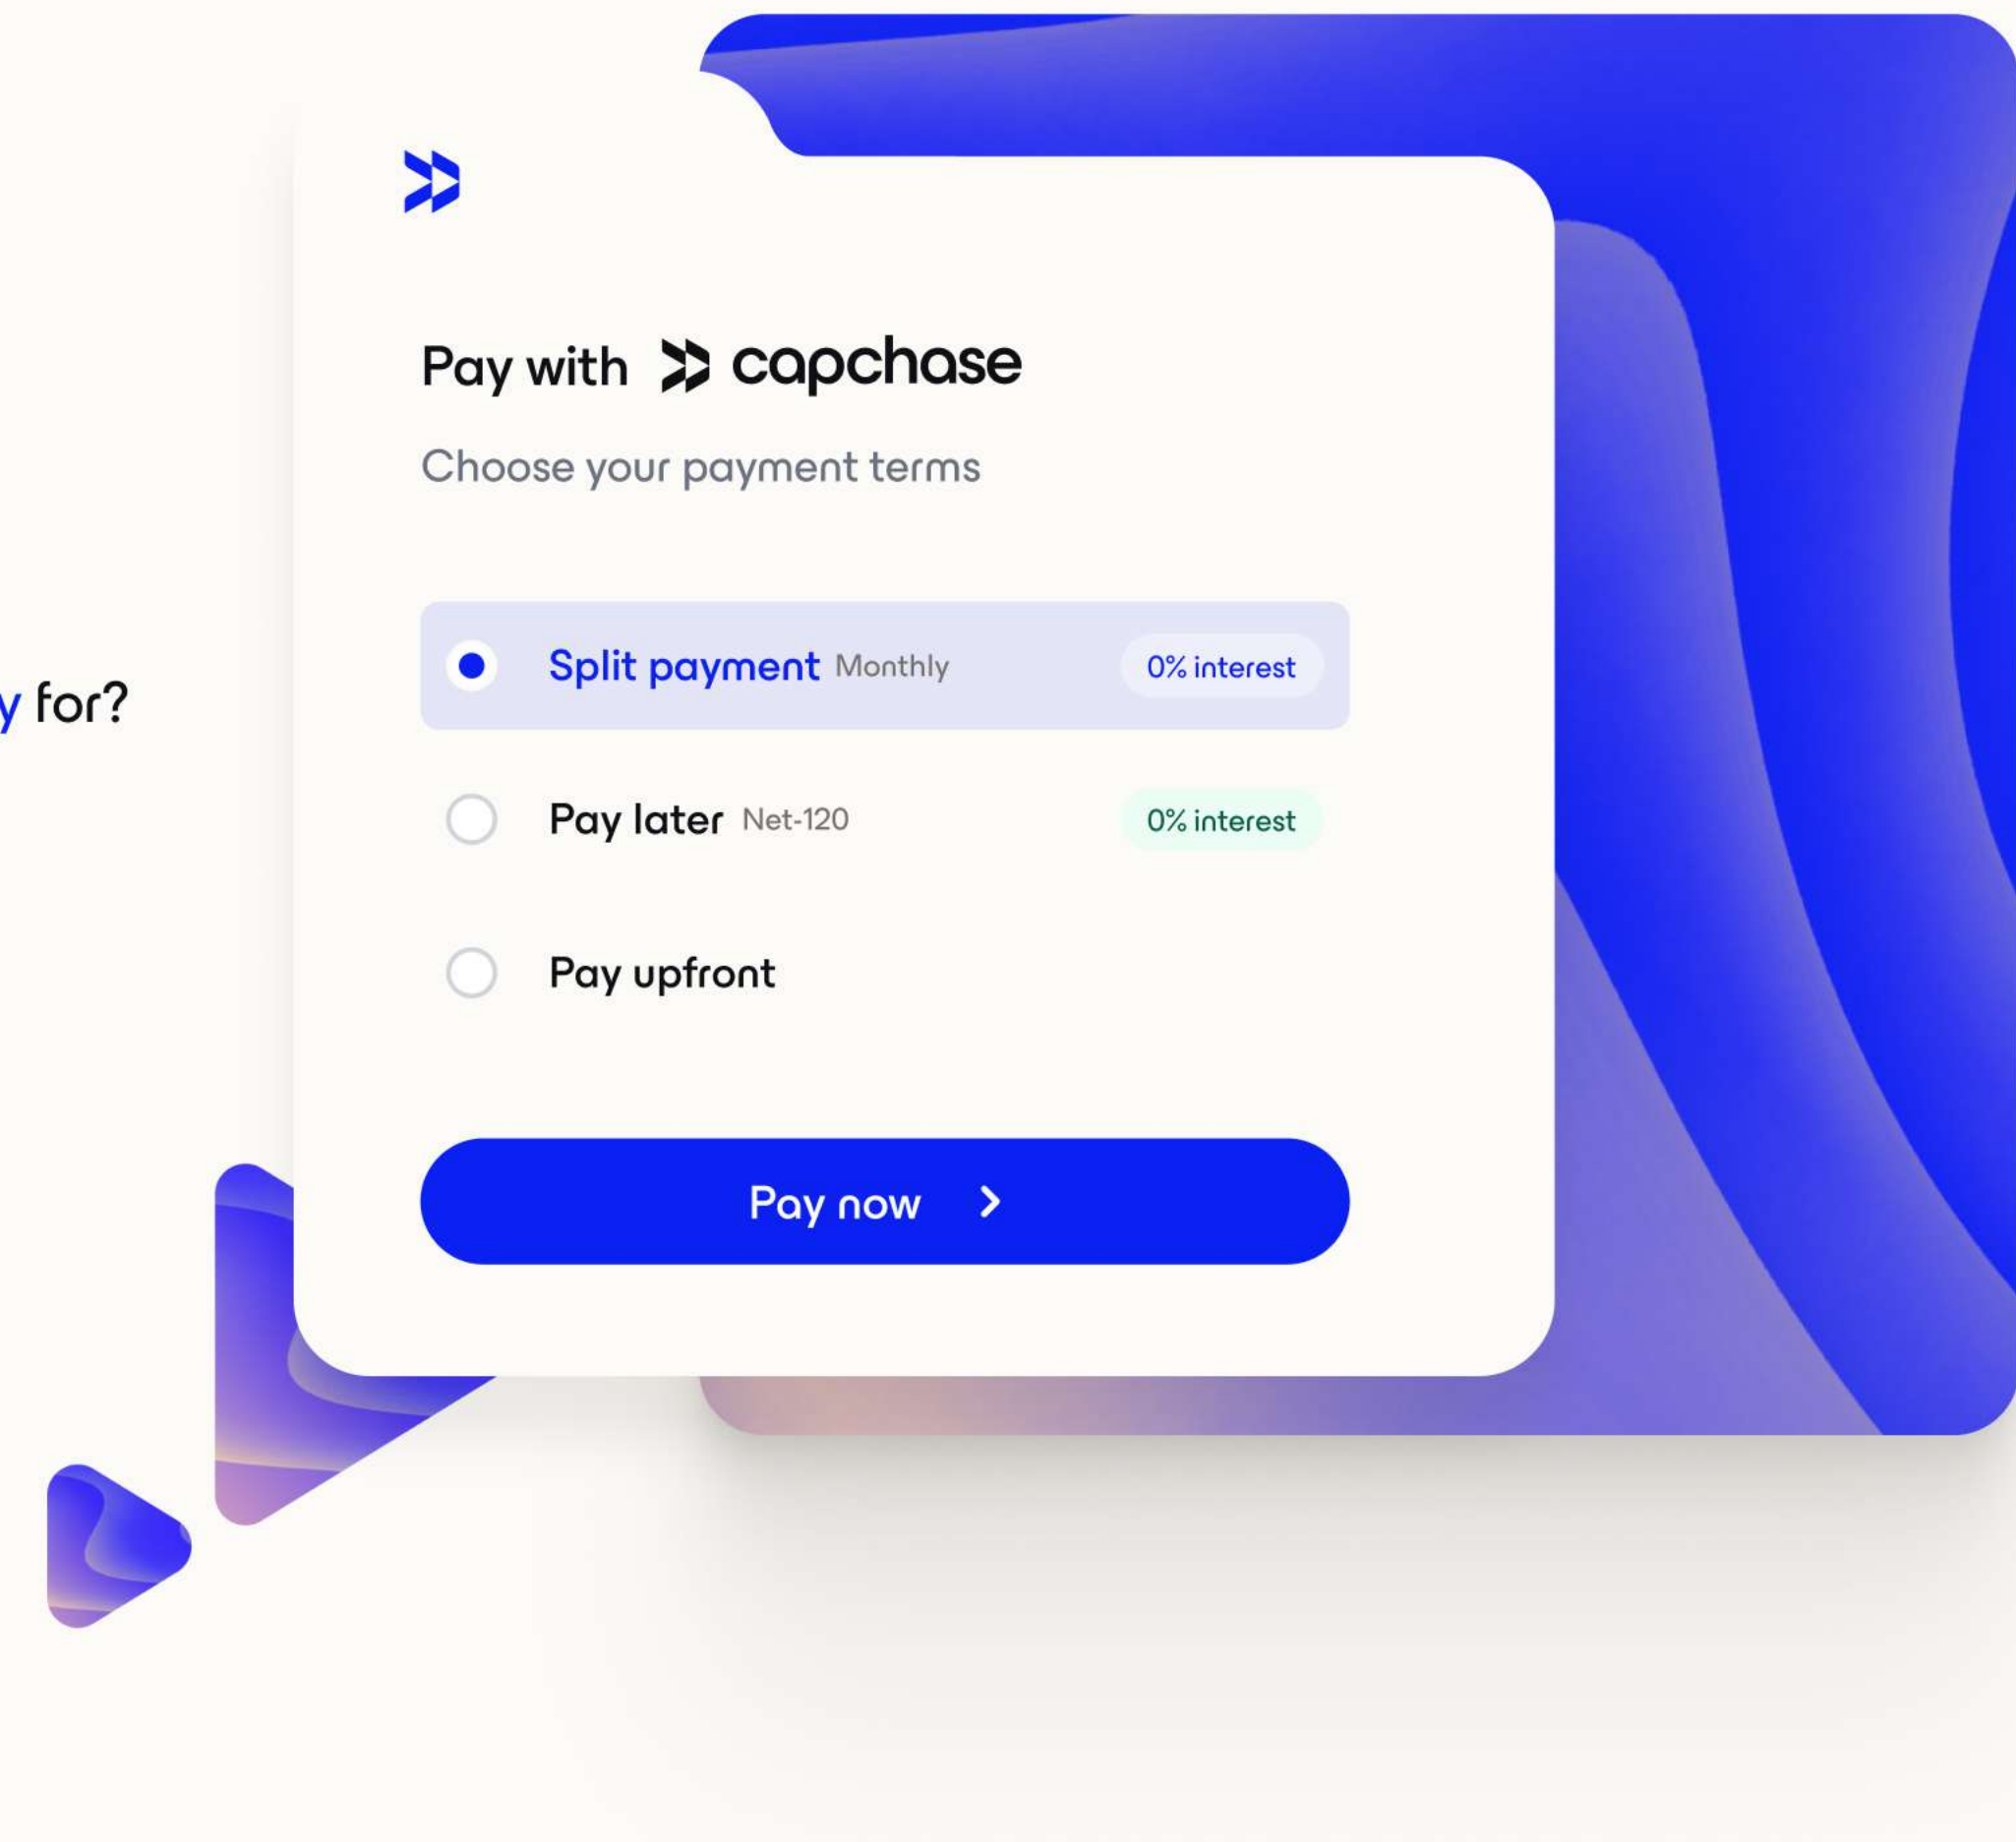 y for?
Pay with capchase
Choose your payment terms
Split payment Monthly 0% interest
Pay later Net-120 0% interest
Pay upfront
Pay now